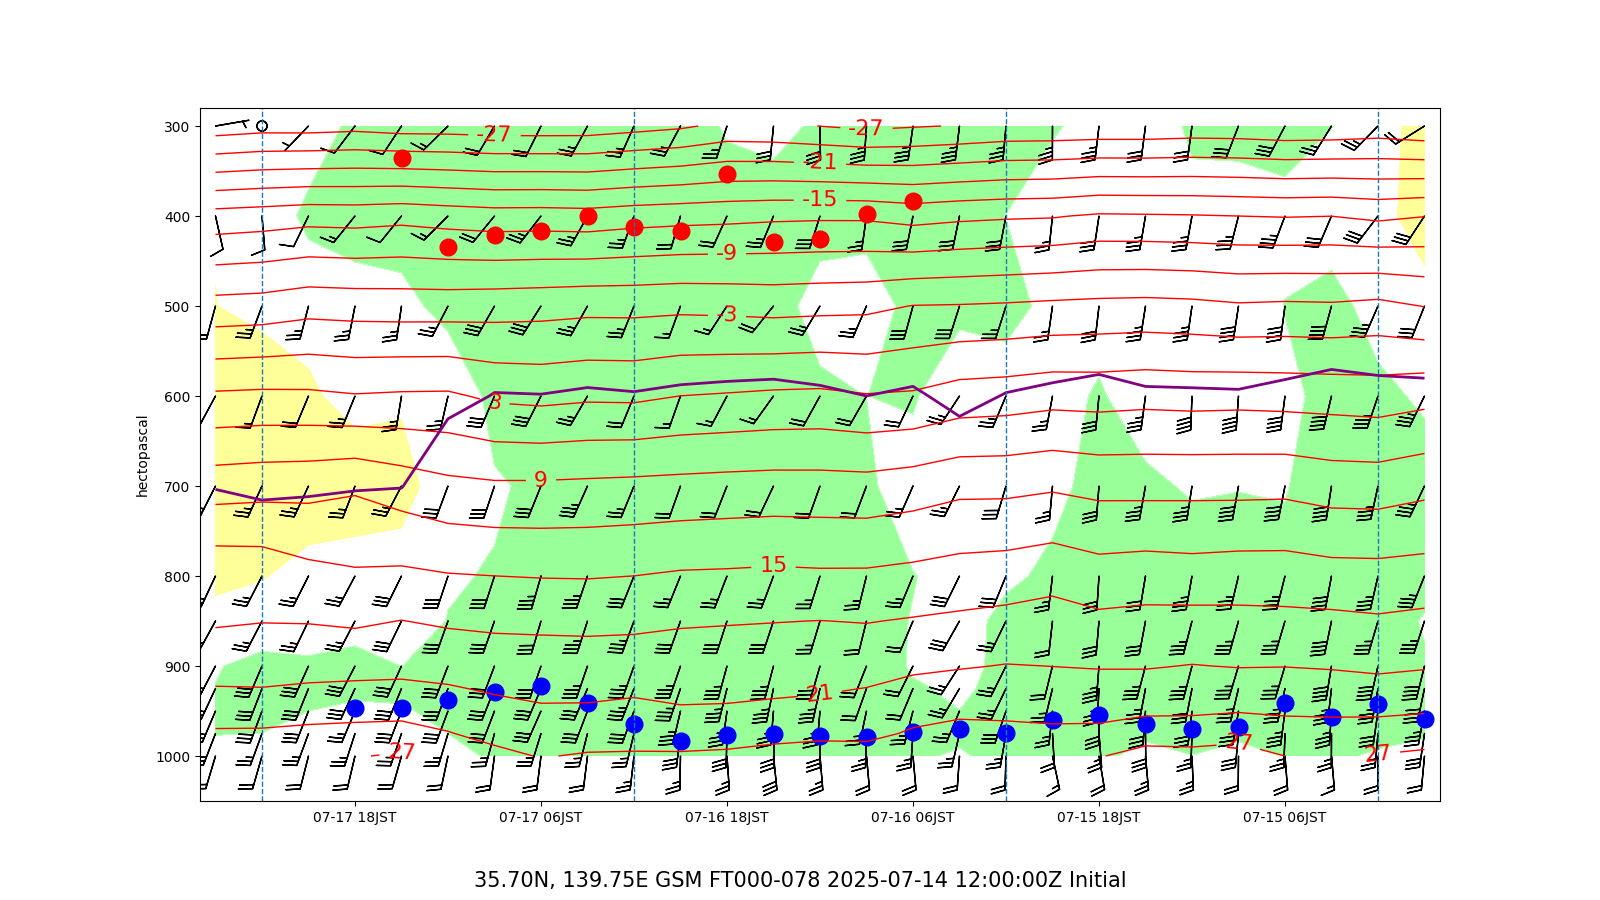 300
400
500
600
700
800
900
1000
hectopascal
-27
-27
-21
-15
-9
-3
3
9
15
21
-27
27
27
07-17 18JST
07-17 06JST
07-16 18JST
07-16 06JST
07-15 18JST
07-15 06JST
35.70N, 139.75E GSM FT000-078 2025-07-14 12:00:00Z Initial